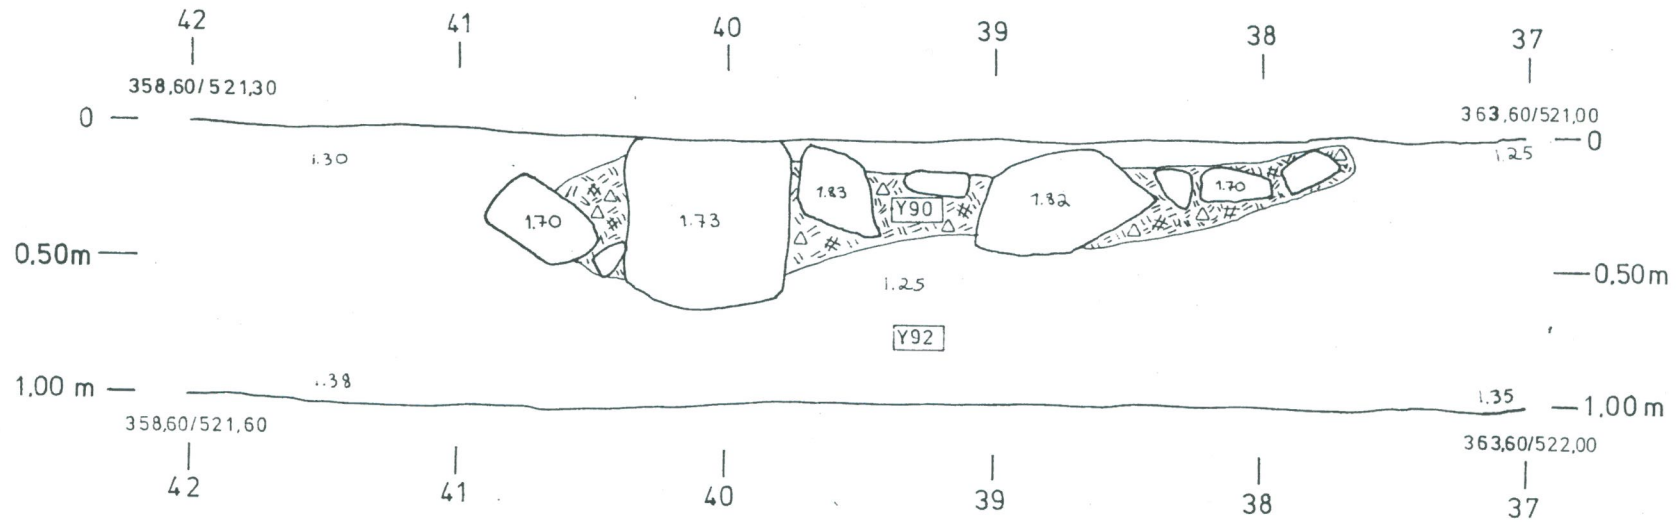 42 41 40 39 38 37
358,60/521,30
363,60/521,00
0 0
1.30 1.25
1.70 1.73 1.83 Y90 1.82 1.70
0,50m 0,50m
1.25
Y92
1,00 m 1.38 1.35 1,00 m
358,60/521,60
363,60/522,00
42 41 40 39 38 37